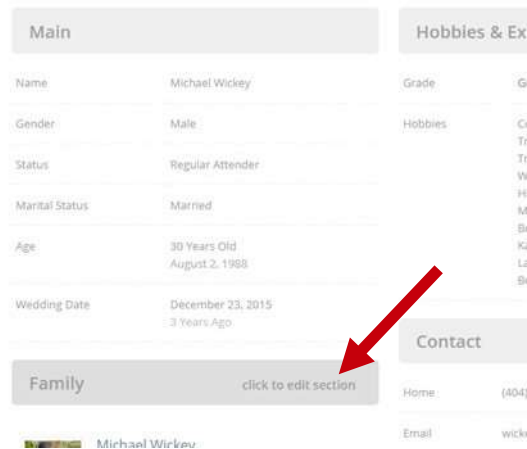 Main
Name Michael Wickey
Gender Male
Status Regular Attender
Marital Status Married
Age 30 Years Old
August 2, 1988
Wedding Date December 23, 2015
3 Years Ago
Family click to edit section
Michael Wickey
Hobbies & Ex
Grade
Hobbies
Contact
Home (404)
Email wick